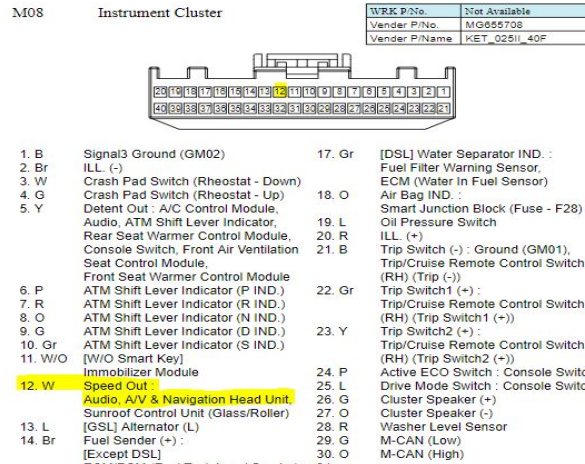 M08 Instrument Cluster
WRK P/No. Not Available
Vender P/No. MG655708
Vender P/Name KET_025II_40F
20 19 18 17 16 15 14 13 12 11 10 9 8 7 6 5 4 3 2 1
40 39 38 37 36 35 34 33 32 31 30 29 28 27 26 25 24 23 22 21
1. B Signal3 Ground (GM02)
2. Br ILL. (-)
3. W Crash Pad Switch (Rheostat - Down)
4. G Crash Pad Switch (Rheostat - Up)
5. Y Detent Out : A/C Control Module,
Audio, ATM Shift Lever Indicator,
Rear Seat Warmer Control Module,
Console Switch, Front Air Ventilation
Seat Control Module,
Front Seat Warmer Control Module
6. P ATM Shift Lever Indicator (P IND.)
7. R ATM Shift Lever Indicator (R IND.)
8. O ATM Shift Lever Indicator (N IND.)
9. G ATM Shift Lever Indicator (D IND.)
10. Gr ATM Shift Lever Indicator (S IND.)
11. W/O [W/O Smart Key]
Immobilizer Module
12. W Speed Out :
Audio, A/V & Navigation Head Unit,
Sunroof Control Unit (Glass/Roller)
13. L [GSL] Alternator (L)
14. Br Fuel Sender (+) :
[Except DSL]
17. Gr [DSL] Water Separator IND. :
Fuel Filter Warning Sensor,
ECM (Water In Fuel Sensor)
18. O Air Bag IND. :
Smart Junction Block (Fuse - F28)
19. L Oil Pressure Switch
20. R ILL. (+)
21. B Trip Switch (-) : Ground (GM01),
Trip/Cruise Remote Control Switch
(RH) (Trip (-))
22. Gr Trip Switch1 (+) :
Trip/Cruise Remote Control Switch
(RH) (Trip Switch1 (+))
23. Y Trip Switch2 (+) :
Trip/Cruise Remote Control Switch
(RH) (Trip Switch2 (+))
24. P Active ECO Switch : Console Switc
25. L Drive Mode Switch : Console Switc
26. G Cluster Speaker (+)
27. O Cluster Speaker (-)
28. R Washer Level Sensor
29. G M-CAN (Low)
30. O M-CAN (High)